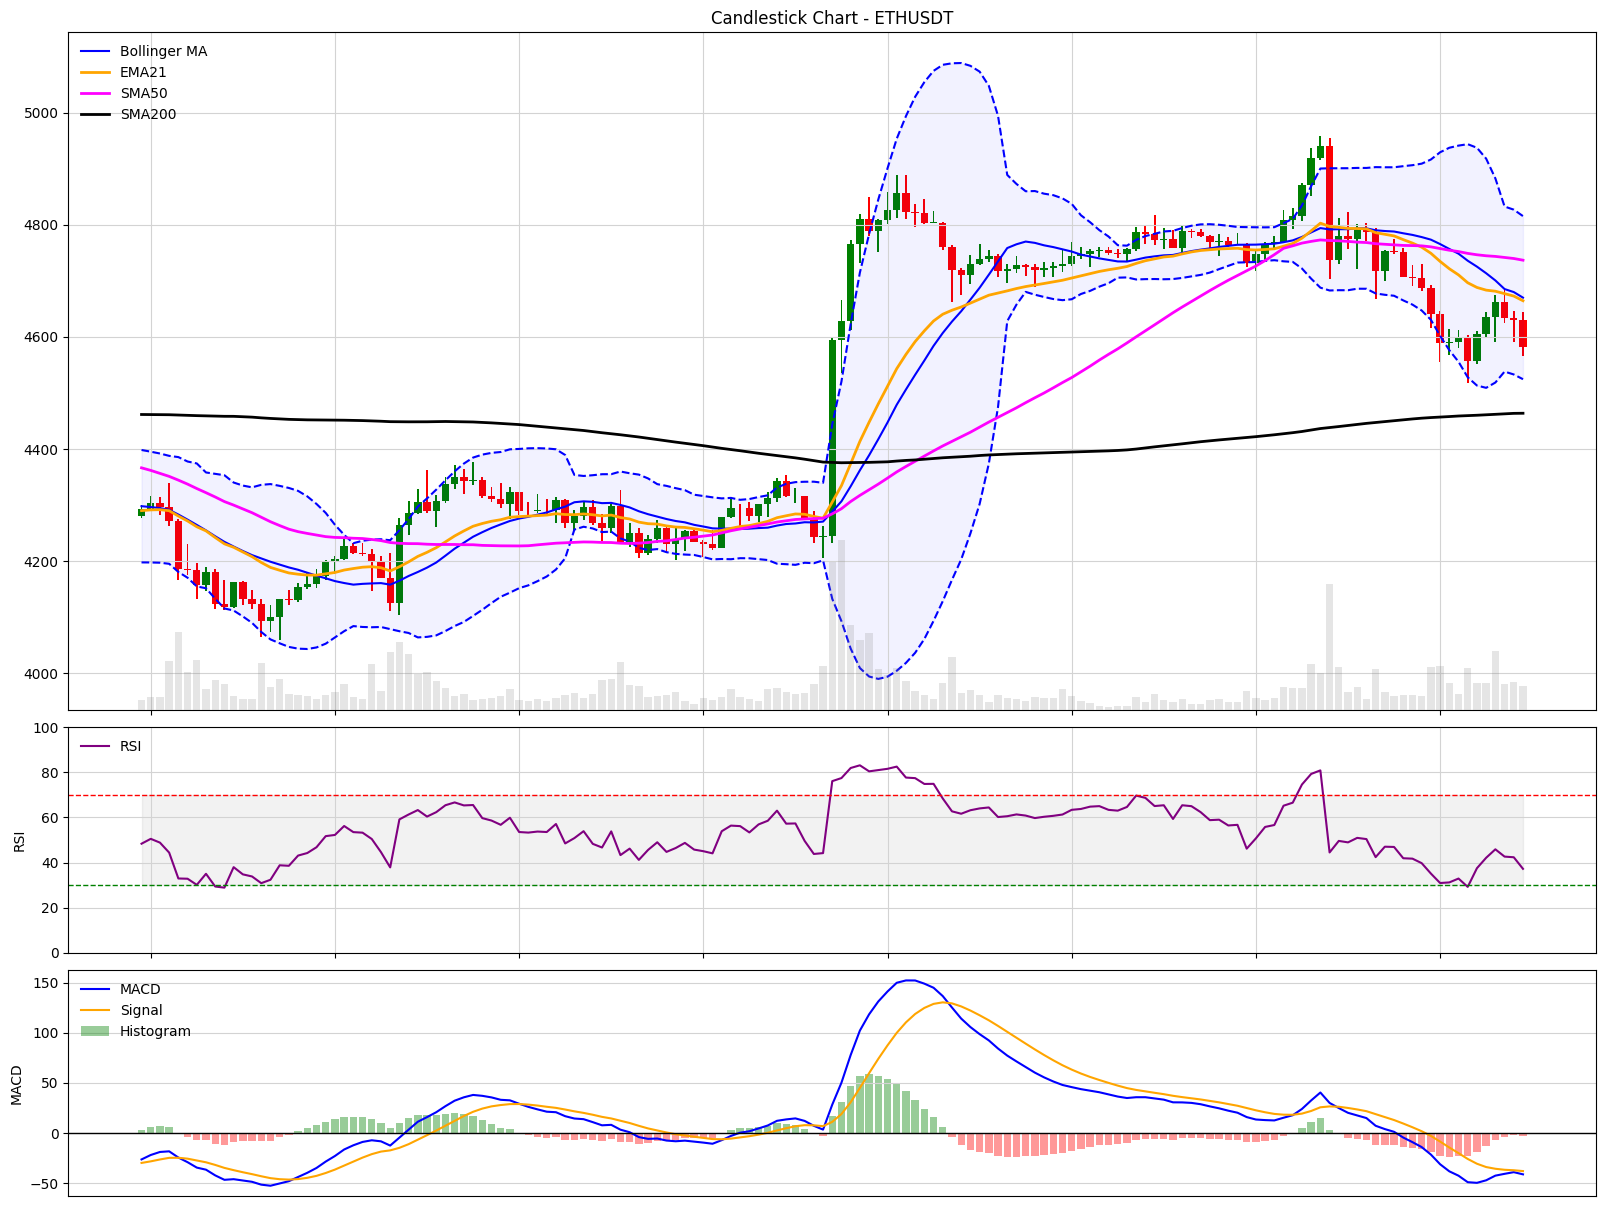 Candlestick Chart - ETHUSDT
Bollinger MA
EMA21
SMA50
SMA200
5000
4800
4600
4400
4200
4000
RSI
100
80
60
40
20
0
RSI
MACD
Signal
Histogram
150
100
50
0
−50
MACD